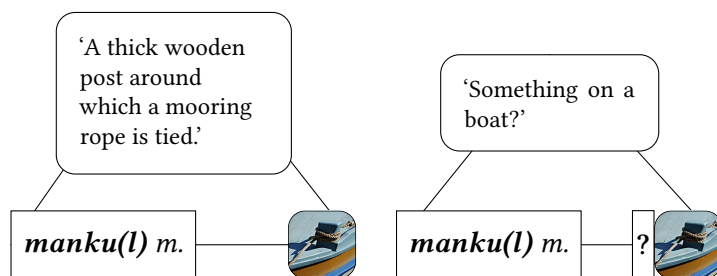 ‘A thick wooden
post around
which a mooring
rope is tied.’
manku(l) m.
‘Something on a
boat?’
manku(l) m.
?